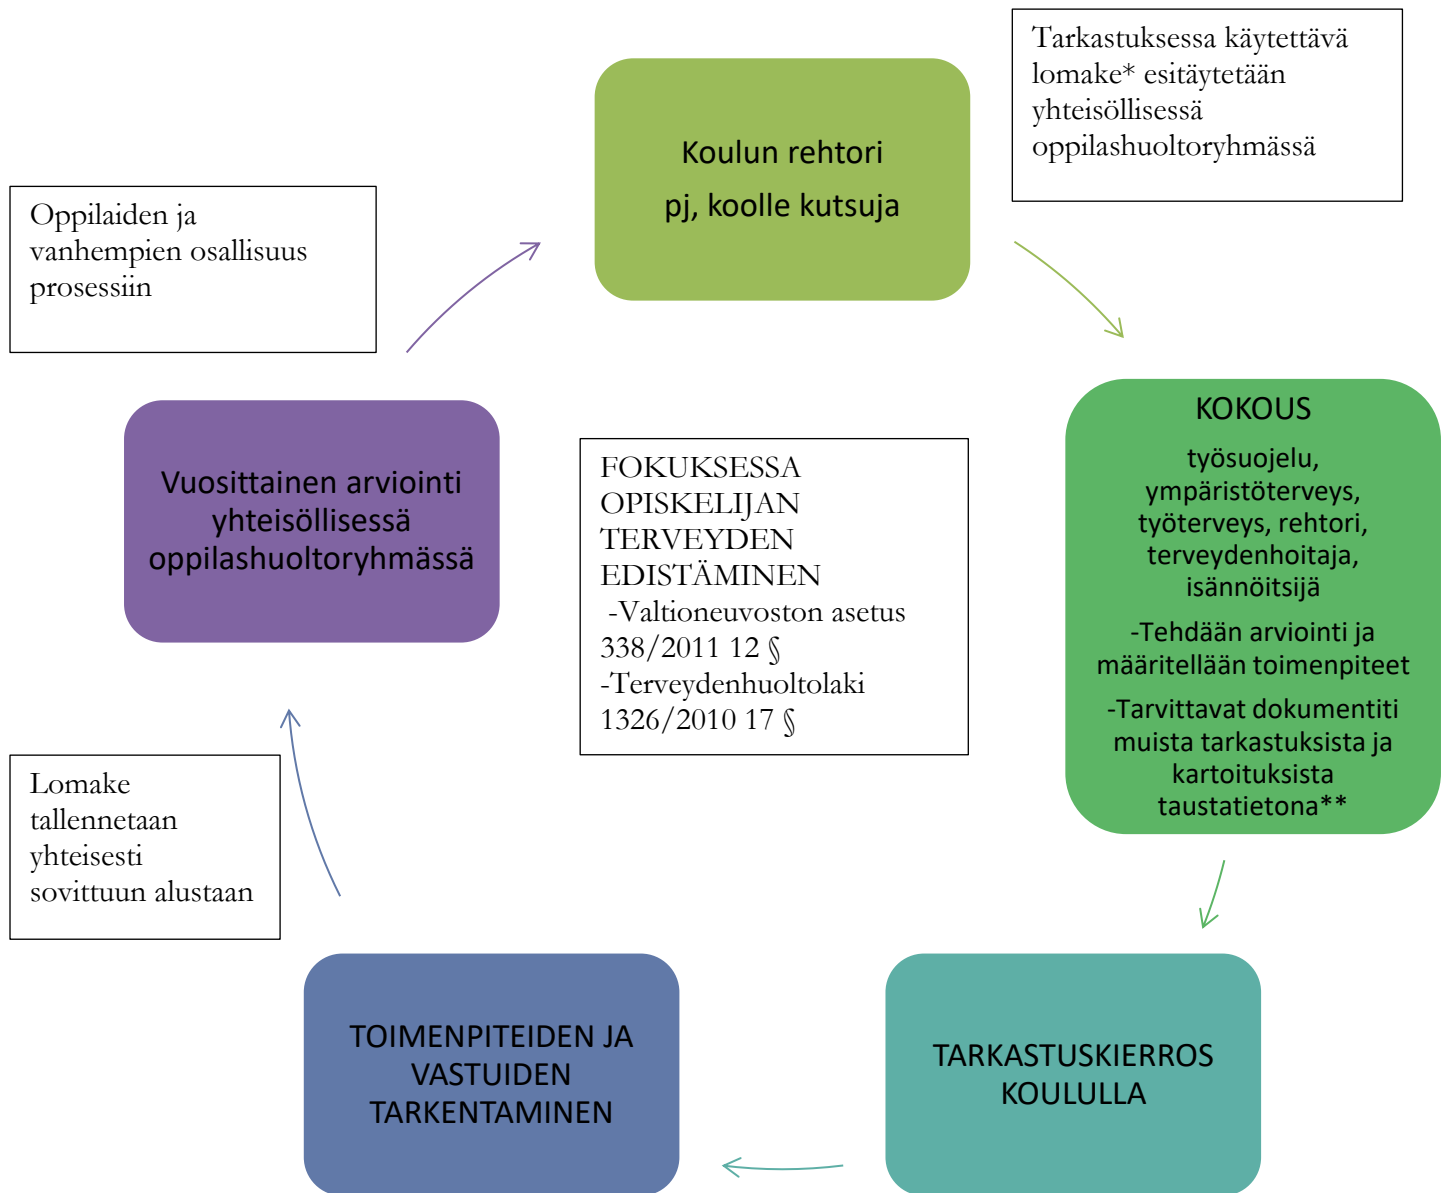 Tarkastuksessa käytettävä
lomake* esitäytetään
yhteisöllisessä
oppilashuoltoryhmässä
Koulun rehtori
pj, koolle kutsuja
Oppilaiden ja
vanhempien osallisuus
prosessiin
KOKOUS
työsuojelu,
ympäristöterveys,
työterveys, rehtori,
terveydenhoitaja,
isännöitsijä
-Tehdään arviointi ja
määritellään toimenpiteet
-Tarvittavat dokumentiti
muista tarkastuksista ja
kartoituksista
taustatietona**
Vuosittainen arviointi
yhteisöllisessä
oppilashuoltoryhmässä
FOKUKSESSA
OPISKELIJAN
TERVEYDEN
EDISTÄMINEN
-Valtioneuvoston asetus
338/2011 12 §
-Terveydenhuoltolaki
1326/2010 17 §
Lomake
tallennetaan
yhteisesti
sovittuun alustaan
TOIMENPITEIDEN JA
VASTUIDEN
TARKENTAMINEN
TARKASTUSKIERROS
KOULULLA